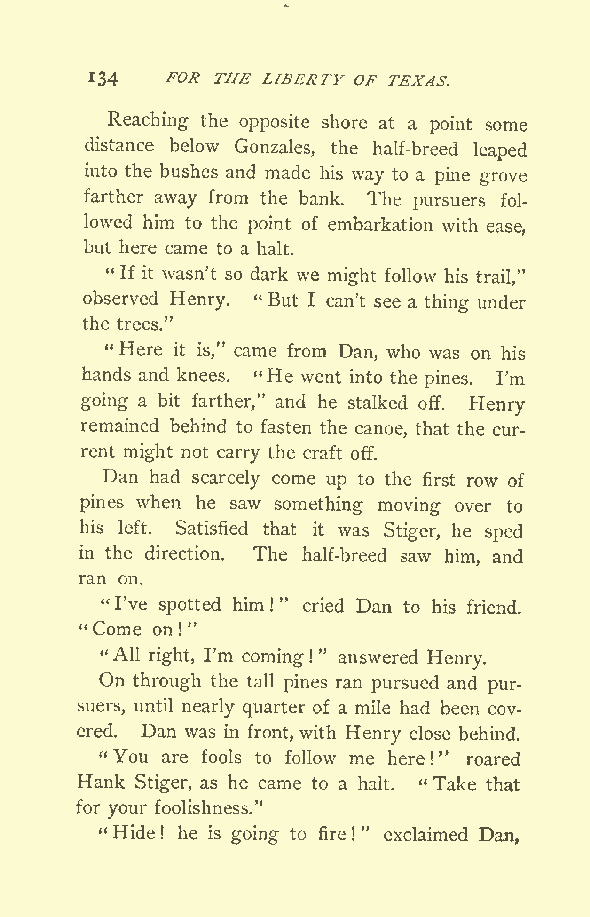 134 FOR THE LIBERTY OF TEXAS.
Reaching the opposite shore at a point some
distance below Gonzales, the half-breed leaped
into the bushes and made his way to a pine grove
farther away from the bank. The pursuers fol-
lowed him to the point of embarkation with ease,
but here came to a halt.
"If it wasn't so dark we might follow his trail,"
observed Henry. "But I can't see a thing under
the trees."
"Here it is," came from Dan, who was on his
hands and knees. "He went into the pines. I'm
going a bit farther," and he stalked off. Henry
remained behind to fasten the canoe, that the cur-
rent might not carry the craft off.
Dan had scarcely come up to the first row of
pines when he saw something moving over to
his left. Satisfied that it was Stiger, he sped
in the direction. The half-breed saw him, and
ran on.
"I've spotted him!" cried Dan to his friend.
"Come on!"
"All right, I'm coming!" answered Henry.
On through the tall pines ran pursued and pur-
suers, until nearly quarter of a mile had been cov-
ered. Dan was in front, with Henry close behind.
"You are fools to follow me here!" roared
Hank Stiger, as he came to a halt. "Take that
for your foolishness."
"Hide! he is going to fire!" exclaimed Dan,